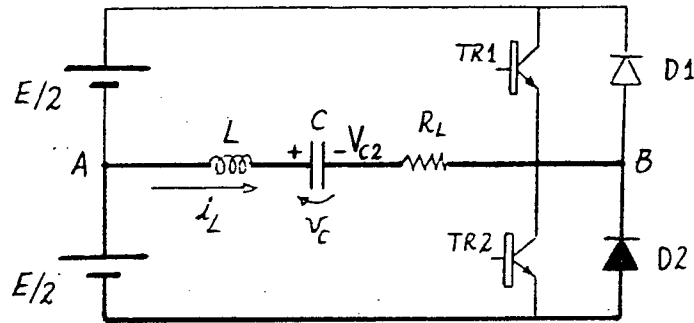 TR1
D1
E/2
L
C
R_L
+
-V_C2
A
B
i_L
v_C
TR2
D2
E/2